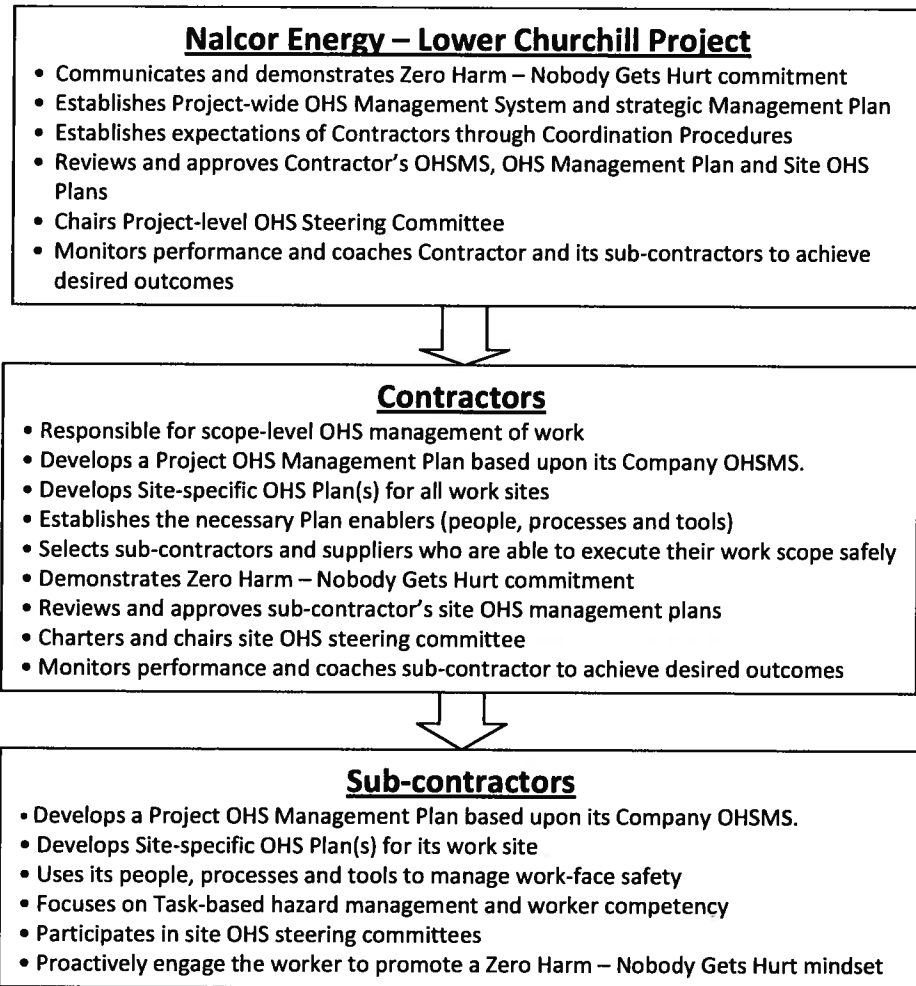 Nalcor Energy – Lower Churchill Project
• Communicates and demonstrates Zero Harm – Nobody Gets Hurt commitment
• Establishes Project-wide OHS Management System and strategic Management Plan
• Establishes expectations of Contractors through Coordination Procedures
• Reviews and approves Contractor's OHSMS, OHS Management Plan and Site OHS
Plans
• Chairs Project-level OHS Steering Committee
• Monitors performance and coaches Contractor and its sub-contractors to achieve
desired outcomes
Contractors
• Responsible for scope-level OHS management of work
• Develops a Project OHS Management Plan based upon its Company OHSMS.
• Develops Site-specific OHS Plan(s) for all work sites
• Establishes the necessary Plan enablers (people, processes and tools)
• Selects sub-contractors and suppliers who are able to execute their work scope safely
• Demonstrates Zero Harm – Nobody Gets Hurt commitment
• Reviews and approves sub-contractor's site OHS management plans
• Charters and chairs site OHS steering committee
• Monitors performance and coaches sub-contractor to achieve desired outcomes
Sub-contractors
• Develops a Project OHS Management Plan based upon its Company OHSMS.
• Develops Site-specific OHS Plan(s) for its work site
• Uses its people, processes and tools to manage work-face safety
• Focuses on Task-based hazard management and worker competency
• Participates in site OHS steering committees
• Proactively engage the worker to promote a Zero Harm – Nobody Gets Hurt mindset